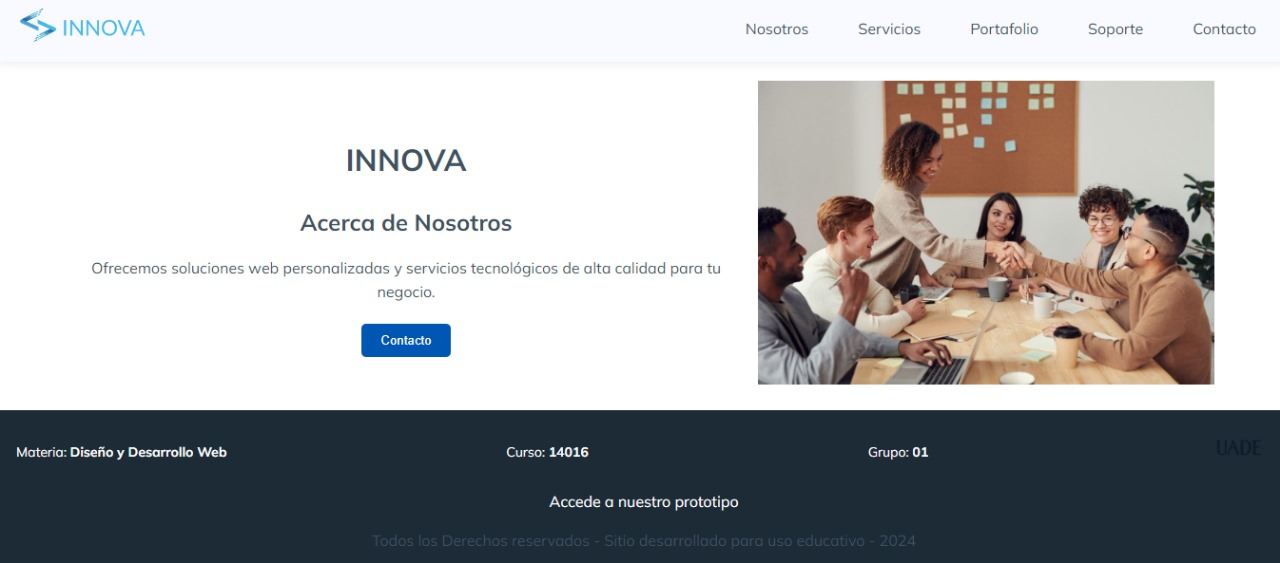 INNOVA
Nosotros
Servicios
Portafolio
Soporte
Contacto
INNOVA
Acerca de Nosotros
Ofrecemos soluciones web personalizadas y servicios tecnológicos de alta calidad para tu
negocio.
Contacto
Materia: Diseño y Desarrollo Web
Curso: 14016
Grupo: 01
UADE
Accede a nuestro prototipo
Todos los Derechos reservados - Sitio desarrollado para uso educativo - 2024